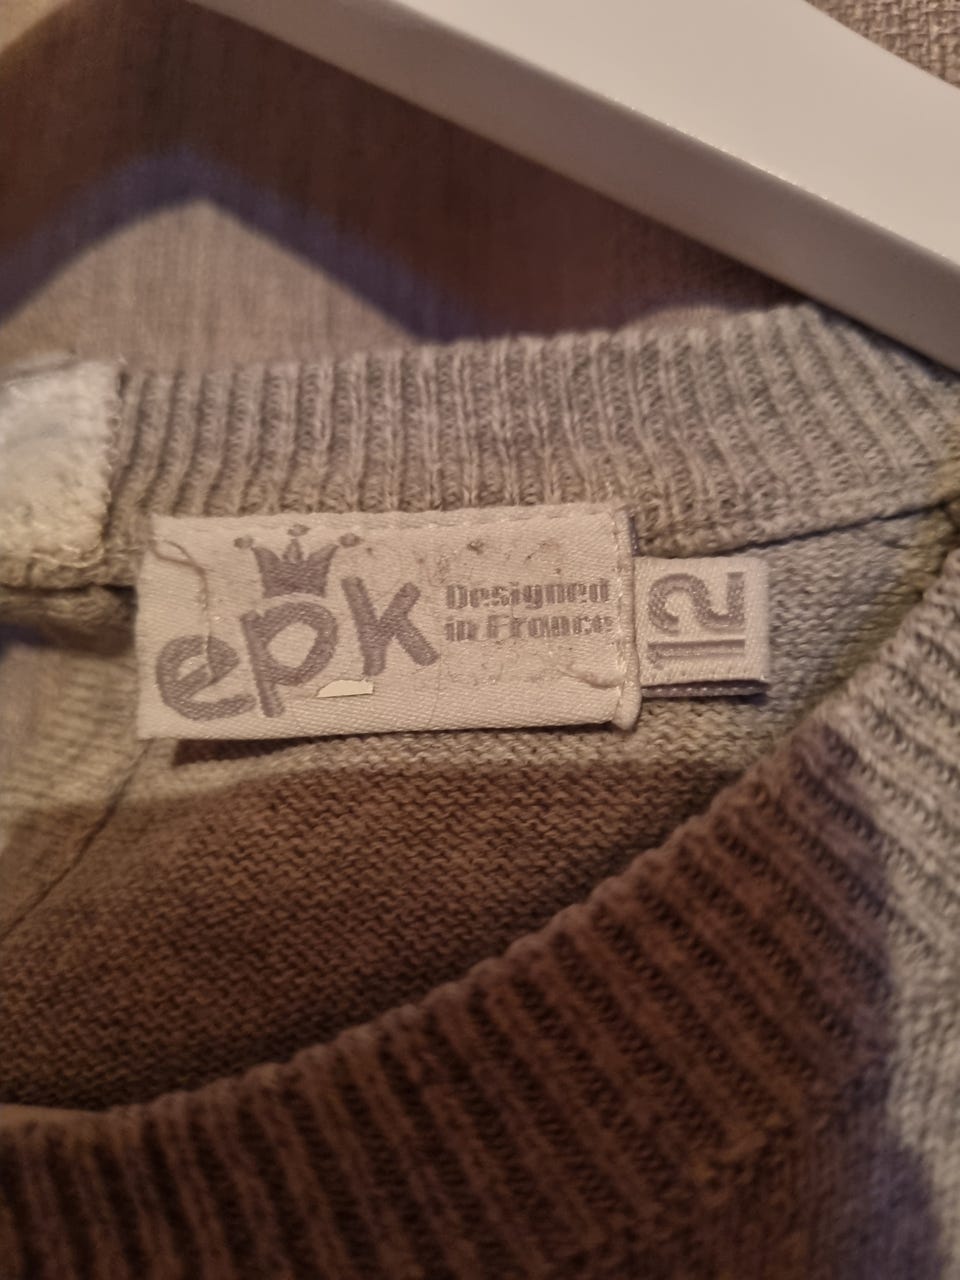 epk
Designed
in France
12